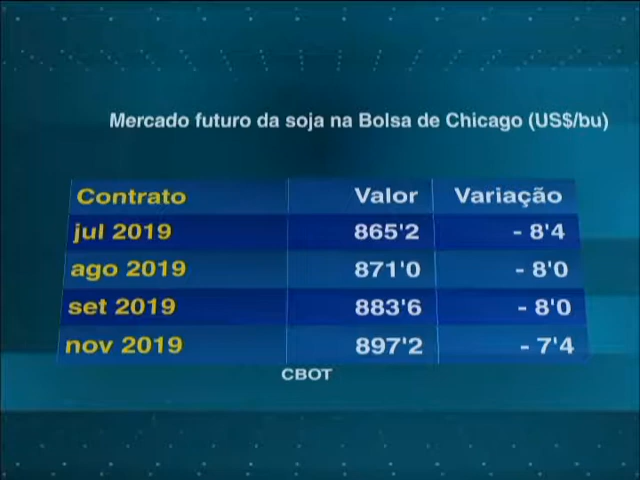 Mercado futuro da soja na Bolsa de Chicago (US$/bu)
Contrato Valor Variação
jul 2019 865'2 - 8'4
ago 2019 871'0 - 8'0
set 2019 883'6 - 8'0
nov 2019 897'2 - 7'4
CBOT